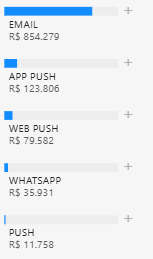 EMAIL
R$ 854.279
APP PUSH
R$ 123.806
WEB PUSH
R$ 79.582
WHATSAPP
R$ 35.931
PUSH
R$ 11.758